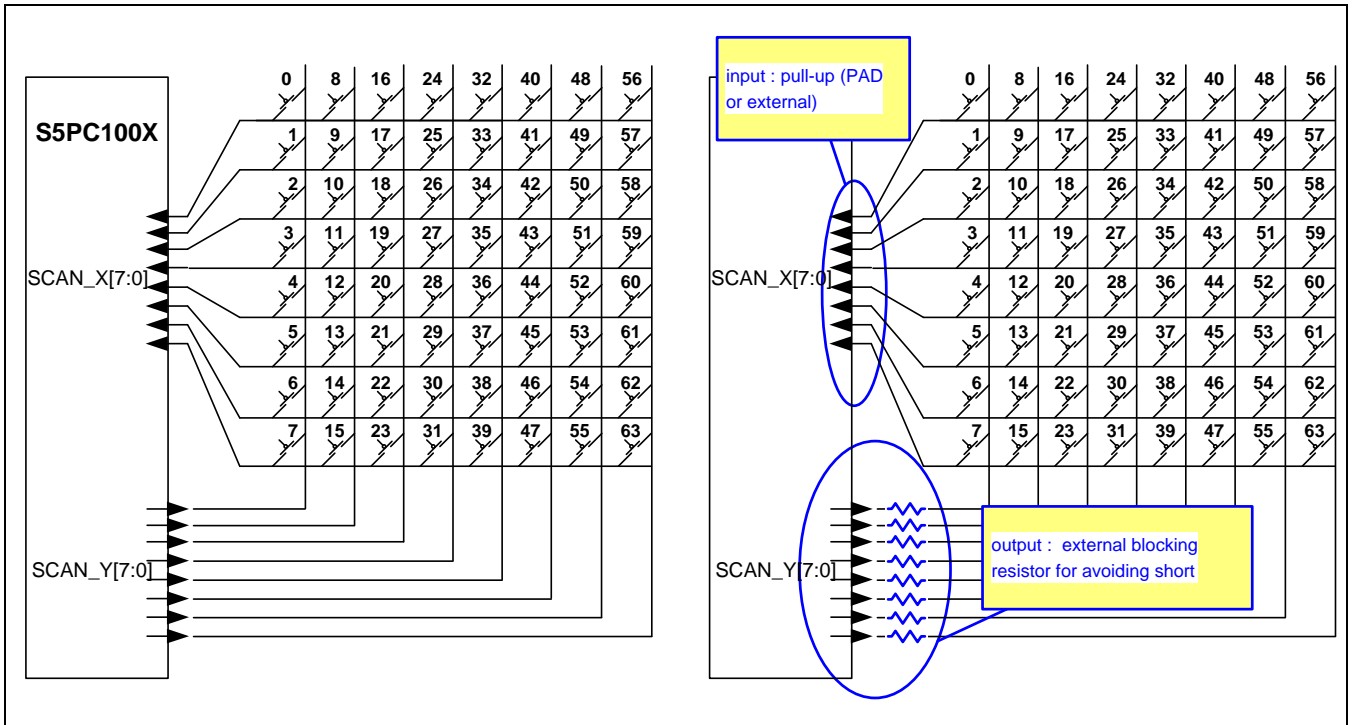 S5PC100X
0 8 16 24 32 40 48 56
1 9 17 25 33 41 49 57
2 10 18 26 34 42 50 58
3 11 19 27 35 43 51 59
SCAN_X[7:0]
4 12 20 28 36 44 52 60
5 13 21 29 37 45 53 61
6 14 22 30 38 46 54 62
7 15 23 31 39 47 55 63
SCAN_Y[7:0]
input : pull-up (PAD
or external)
0 8 16 24 32 40 48 56
1 9 17 25 33 41 49 57
2 10 18 26 34 42 50 58
3 11 19 27 35 43 51 59
SCAN_X[7:0]
4 12 20 28 36 44 52 60
5 13 21 29 37 45 53 61
6 14 22 30 38 46 54 62
7 15 23 31 39 47 55 63
SCAN_Y[7:0]
output : external blocking
resistor for avoiding short